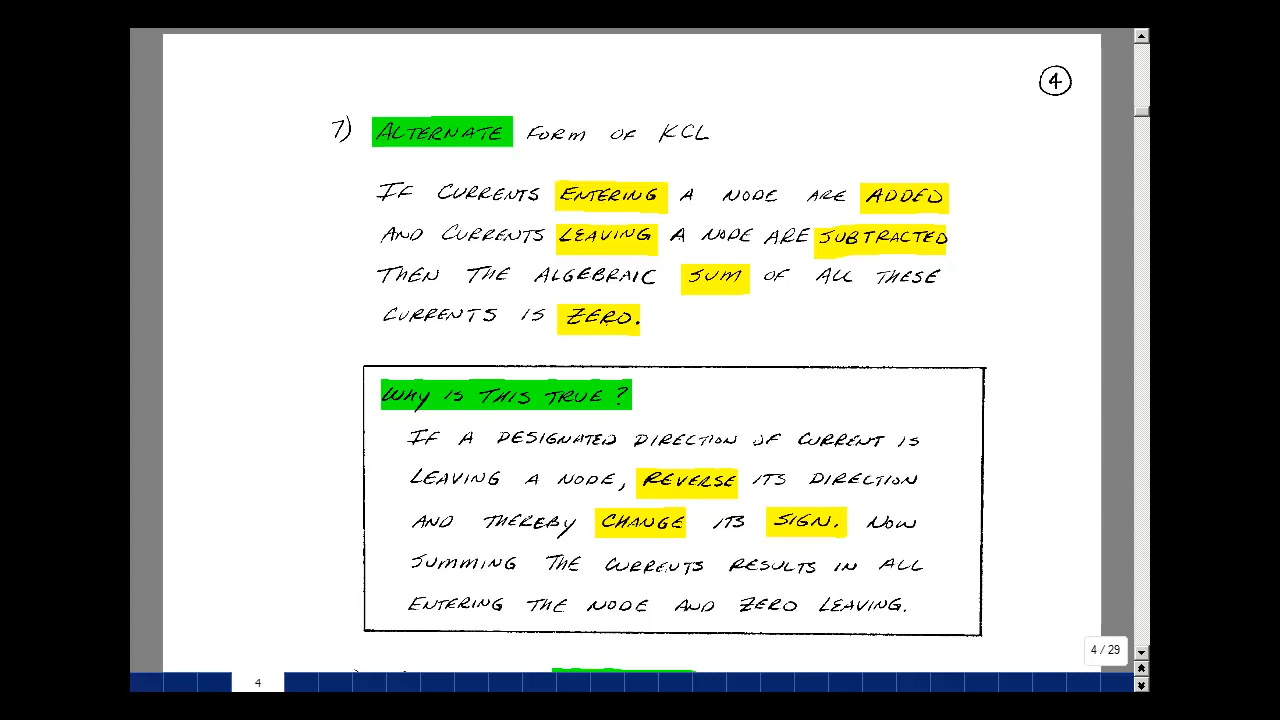 4
7) ALTERNATE FORM OF KCL
IF CURRENTS ENTERING A NODE ARE ADDED
AND CURRENTS LEAVING A NODE ARE SUBTRACTED
THEN THE ALGEBRAIC SUM OF ALL THESE
CURRENTS IS ZERO.
WHY IS THIS TRUE?
IF A DESIGNATED DIRECTION OF CURRENT IS
LEAVING A NODE, REVERSE ITS DIRECTION
AND THEREBY CHANGE ITS SIGN. NOW
SUMMING THE CURRENTS RESULTS IN ALL
ENTERING THE NODE AND ZERO LEAVING.
4 / 29
4